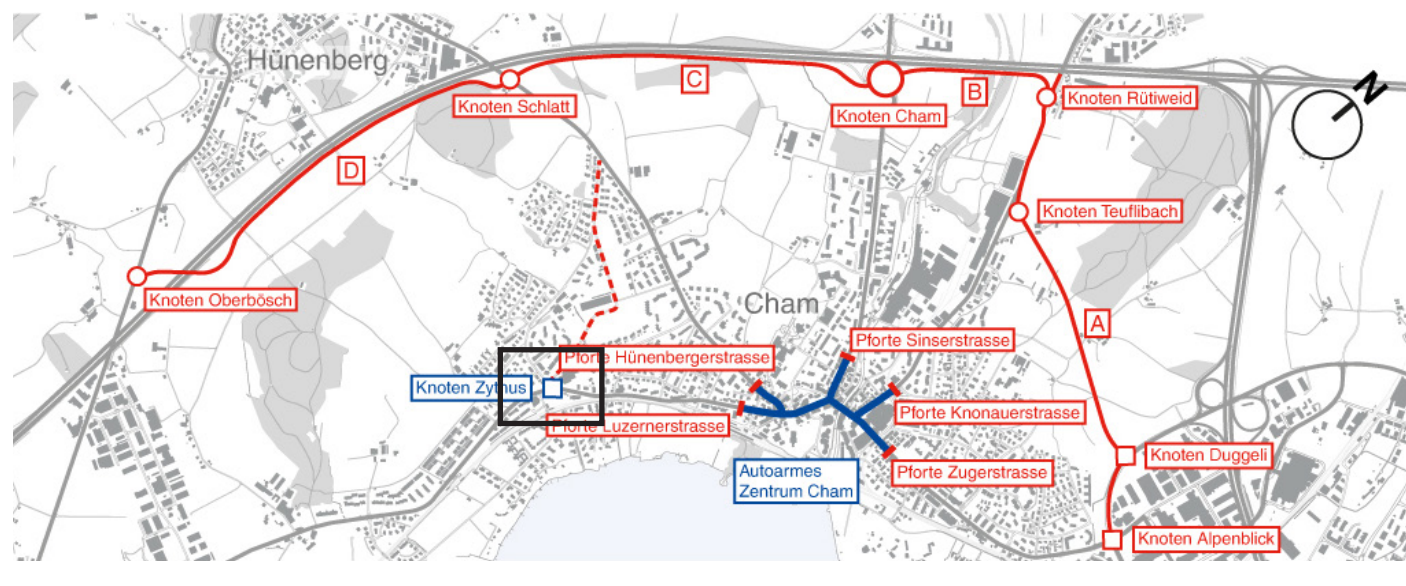 Hünenberg
Knoten Schlatt
C
Knoten Cham
B
Knoten Rütiweid
N
D
Knoten Teuflibach
Knoten Oberbösch
Cham
A
Pforte Sinserstrasse
Pforte Hünenbergerstrasse
Knoten Zythus
Pforte Knonauerstrasse
Pforte Luzernerstrasse
Knoten Duggeli
Pforte Zugerstrasse
Autoarmes
Zentrum Cham
Knoten Alpenblick